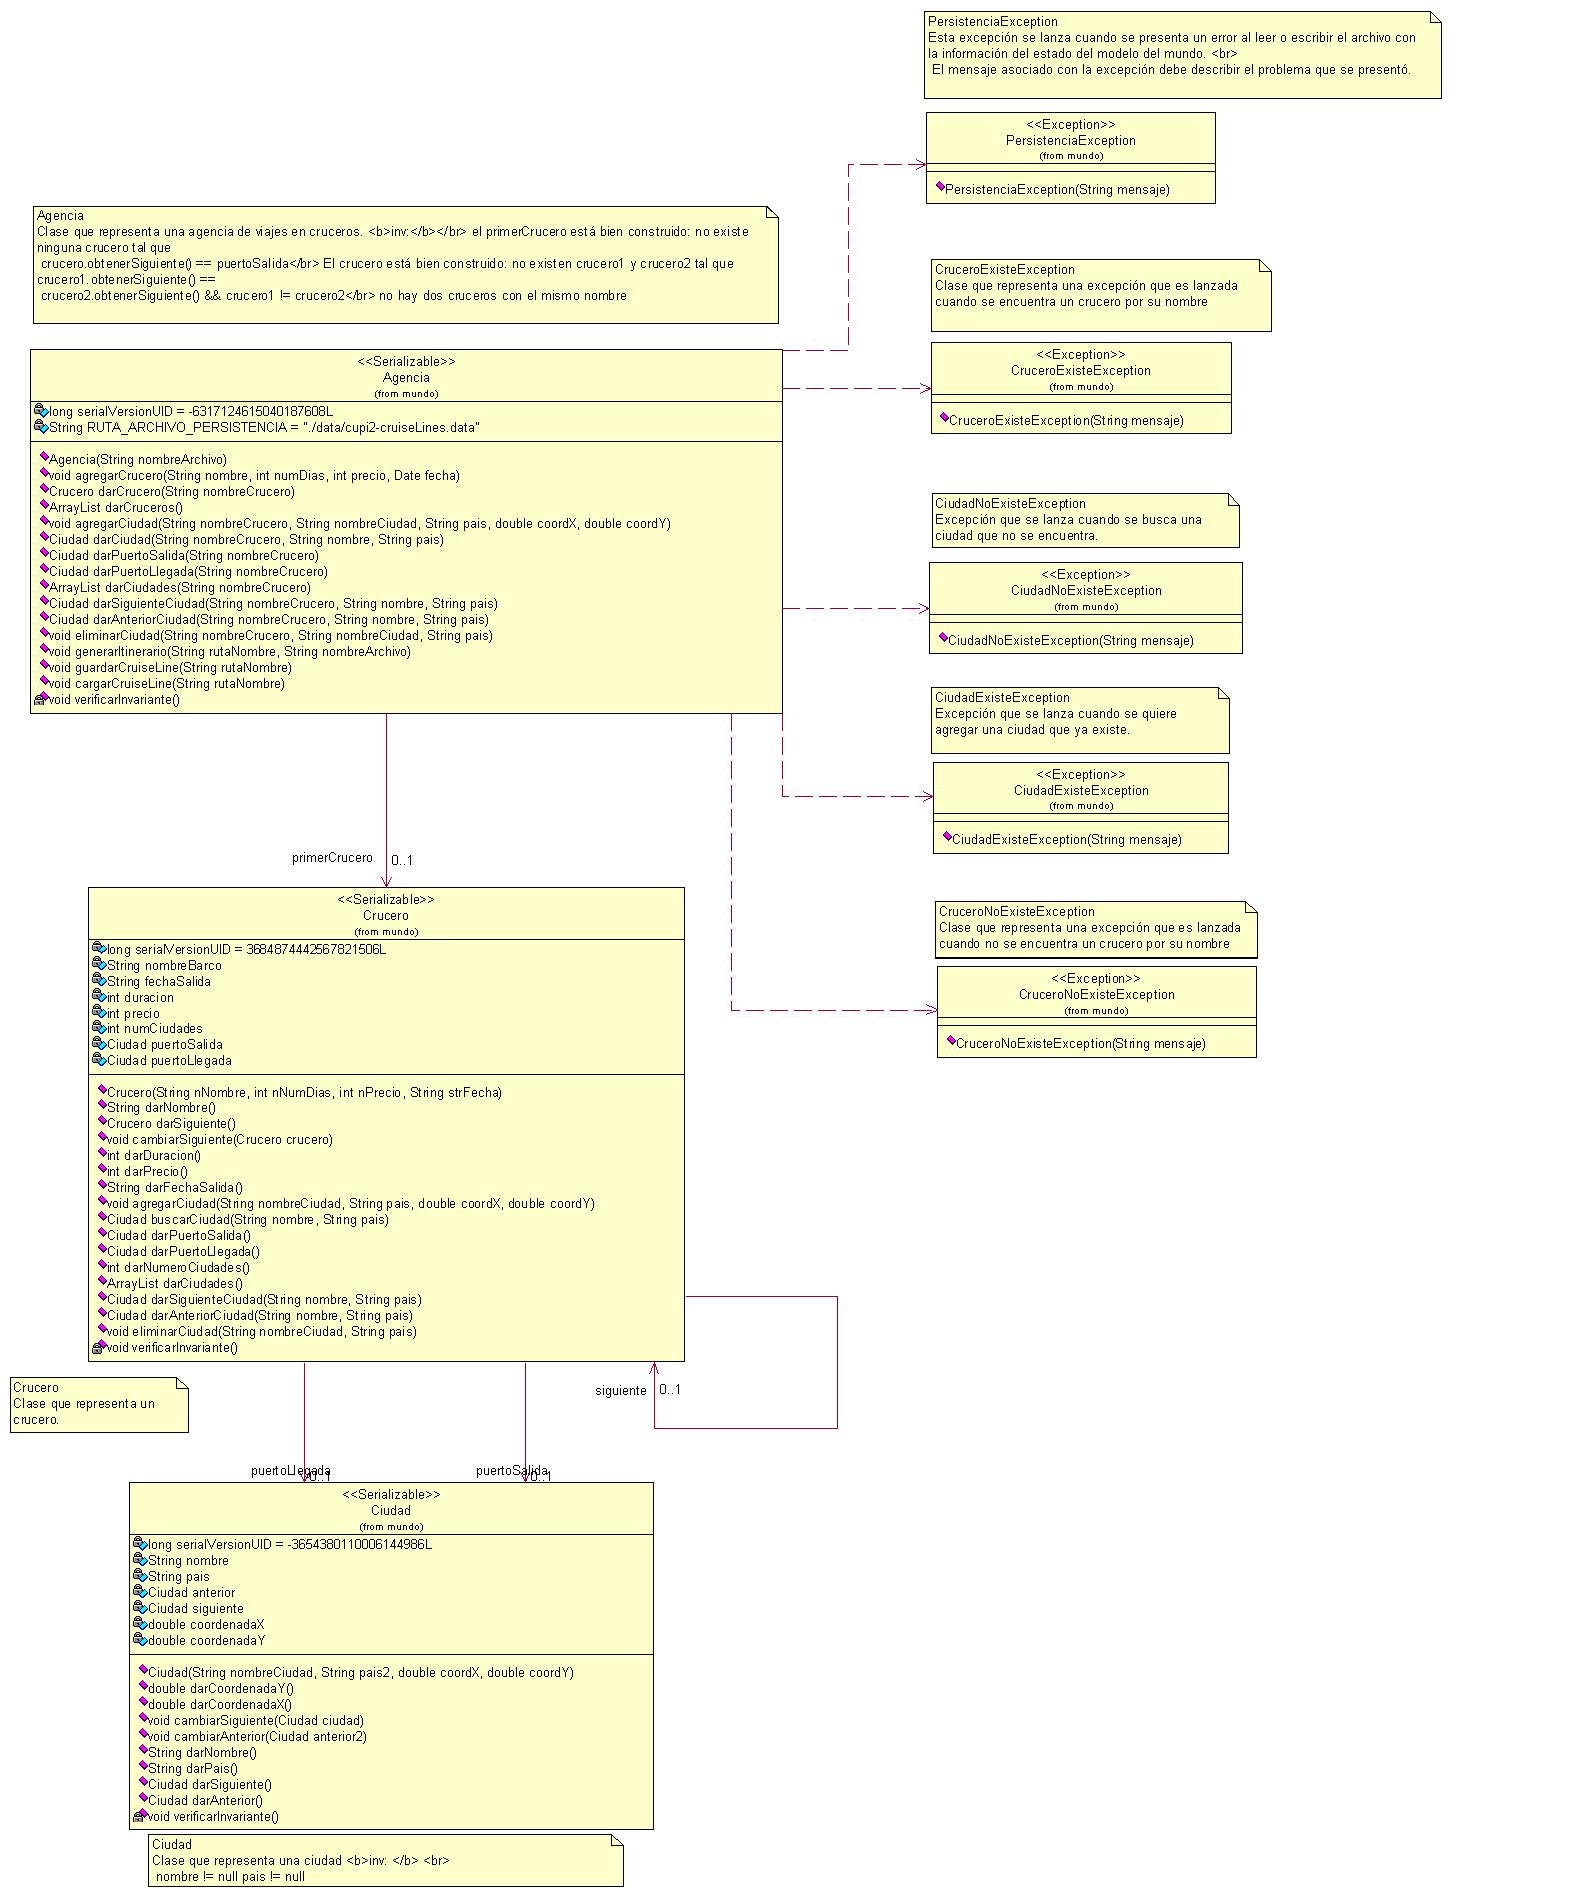 PersistenciaException
Esta excepción se lanza cuando se presenta un error al leer o escribir el archivo con
la información del estado del modelo del mundo. <br>
El mensaje asociado con la excepción debe describir el problema que se presentó.
<<Exception>>
PersistenciaException
(from mundo)
PersistenciaException(String mensaje)
Agencia
Clase que representa una agencia de viajes en cruceros. <b>inv:</b></br> el primerCrucero está bien construido: no existe
ninguna crucero tal que
crucero.obtenerSiguiente() == puertoSalida</br> El crucero está bien construido: no existen crucero1 y crucero2 tal que
crucero1.obtenerSiguiente() ==
crucero2.obtenerSiguiente() && crucero1 != crucero2</br> no hay dos cruceros con el mismo nombre
CruceroExisteException
Clase que representa una excepción que es lanzada
cuando se encuentra un crucero por su nombre
<<Exception>>
CruceroExisteException
(from mundo)
CruceroExisteException(String mensaje)
<<Serializable>>
Agencia
(from mundo)
long serialVersionUID = -6317124615040187608L
String RUTA_ARCHIVO_PERSISTENCIA = "./data/cupi2-cruiseLines.data"
Agencia(String nombreArchivo)
void agregarCrucero(String nombre, int numDias, int precio, Date fecha)
Crucero darCrucero(String nombreCrucero)
ArrayList darCruceros()
void agregarCiudad(String nombreCrucero, String nombreCiudad, String pais, double coordX, double coordY)
Ciudad darCiudad(String nombreCrucero, String nombre, String pais)
Ciudad darPuertoSalida(String nombreCrucero)
Ciudad darPuertoLlegada(String nombreCrucero)
ArrayList darCiudades(String nombreCrucero)
Ciudad darSiguienteCiudad(String nombreCrucero, String nombre, String pais)
Ciudad darAnteriorCiudad(String nombreCrucero, String nombre, String pais)
void eliminarCiudad(String nombreCrucero, String nombreCiudad, String pais)
void generarItinerario(String rutaNombre, String nombreArchivo)
void guardarCruiseLine(String rutaNombre)
void cargarCruiseLine(String rutaNombre)
void verificarInvariante()
CiudadNoExisteException
Excepción que se lanza cuando se busca una
ciudad que no se encuentra.
<<Exception>>
CiudadNoExisteException
(from mundo)
CiudadNoExisteException(String mensaje)
CiudadExisteException
Excepción que se lanza cuando se quiere
agregar una ciudad que ya existe.
<<Exception>>
CiudadExisteException
(from mundo)
CiudadExisteException(String mensaje)
primerCrucero 0..1
CruceroNoExisteException
Clase que representa una excepción que es lanzada
cuando no se encuentra un crucero por su nombre
<<Exception>>
CruceroNoExisteException
(from mundo)
CruceroNoExisteException(String mensaje)
<<Serializable>>
Crucero
(from mundo)
long serialVersionUID = 3684874442567821506L
String nombreBarco
String fechaSalida
int duracion
int precio
int numCiudades
Ciudad puertoSalida
Ciudad puertoLlegada
Crucero(String nNombre, int nNumDias, int nPrecio, String strFecha)
String darNombre()
Crucero darSiguiente()
void cambiarSiguiente(Crucero crucero)
int darDuracion()
int darPrecio()
String darFechaSalida()
void agregarCiudad(String nombreCiudad, String pais, double coordX, double coordY)
Ciudad buscarCiudad(String nombre, String pais)
Ciudad darPuertoSalida()
Ciudad darPuertoLlegada()
int darNumeroCiudades()
ArrayList darCiudades()
Ciudad darSiguienteCiudad(String nombre, String pais)
Ciudad darAnteriorCiudad(String nombre, String pais)
void eliminarCiudad(String nombreCiudad, String pais)
void verificarInvariante()
Crucero
Clase que representa un
crucero.
siguiente 0..1
puertoLlegada 0..1
puertoSalida 0..1
<<Serializable>>
Ciudad
(from mundo)
long serialVersionUID = -3654380110006144986L
String nombre
String pais
Ciudad anterior
Ciudad siguiente
double coordenadaX
double coordenadaY
Ciudad(String nombreCiudad, String pais2, double coordX, double coordY)
double darCoordenadaY()
double darCoordenadaX()
void cambiarSiguiente(Ciudad ciudad)
void cambiarAnterior(Ciudad anterior2)
String darNombre()
String darPais()
Ciudad darSiguiente()
Ciudad darAnterior()
void verificarInvariante()
Ciudad
Clase que representa una ciudad <b>inv: </b> <br>
nombre != null pais != null